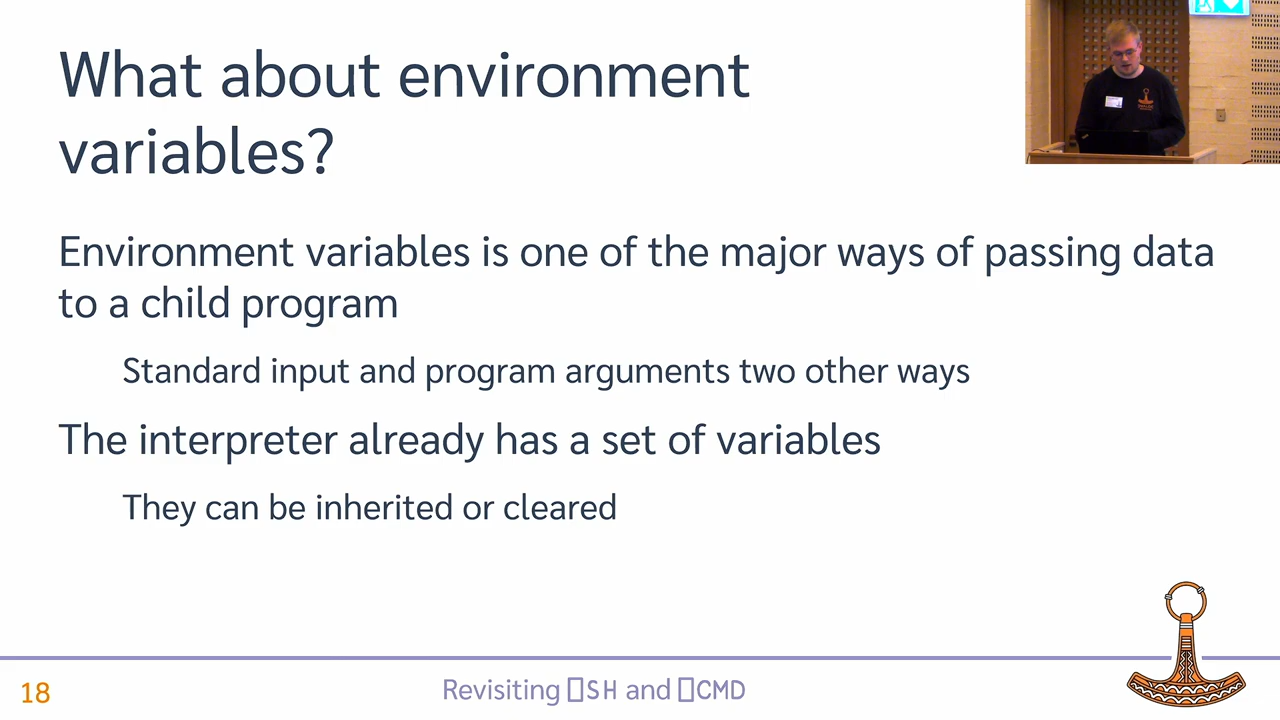 What about environment
variables?
Environment variables is one of the major ways of passing data
to a child program
Standard input and program arguments two other ways
The interpreter already has a set of variables
They can be inherited or cleared
18
Revisiting ⎕SH and ⎕CMD